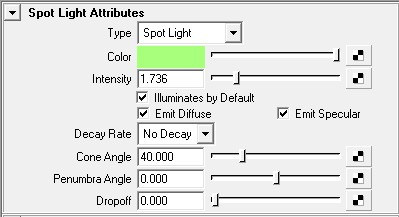 Spot Light Attributes
Type Spot Light
Color
Intensity 1.736
Illuminates by Default
Emit Diffuse Emit Specular
Decay Rate No Decay
Cone Angle 40.000
Penumbra Angle 0.000
Dropoff 0.000